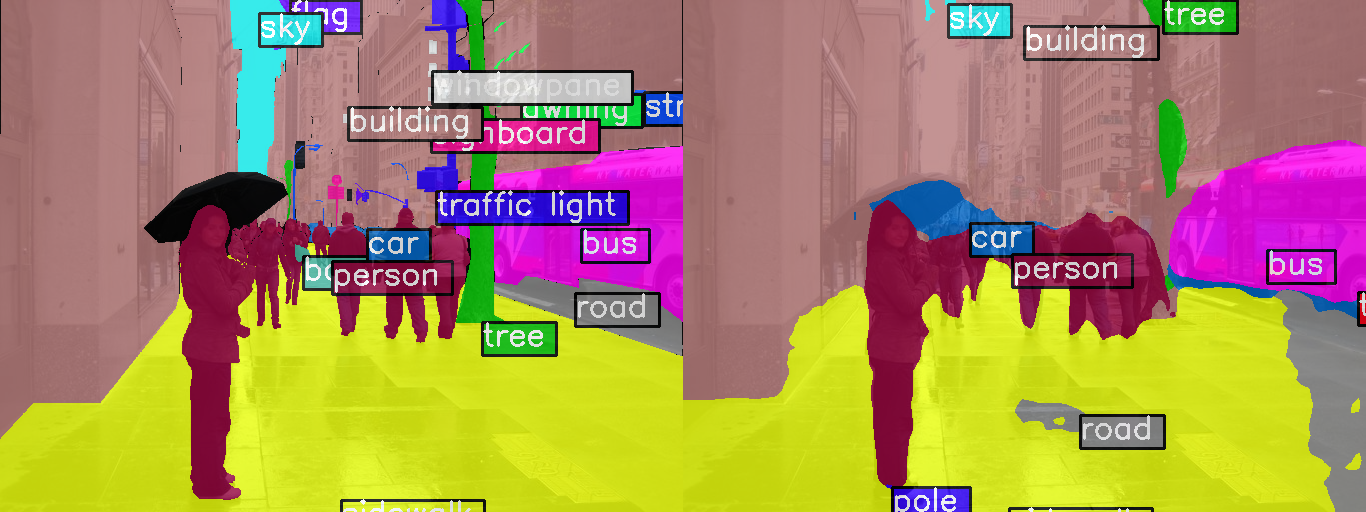 flag
sky
windowpane
awning
building
signboard
traffic light
car
bus
person
road
tree
sidewalk
sky
tree
building
car
person
bus
road
pole